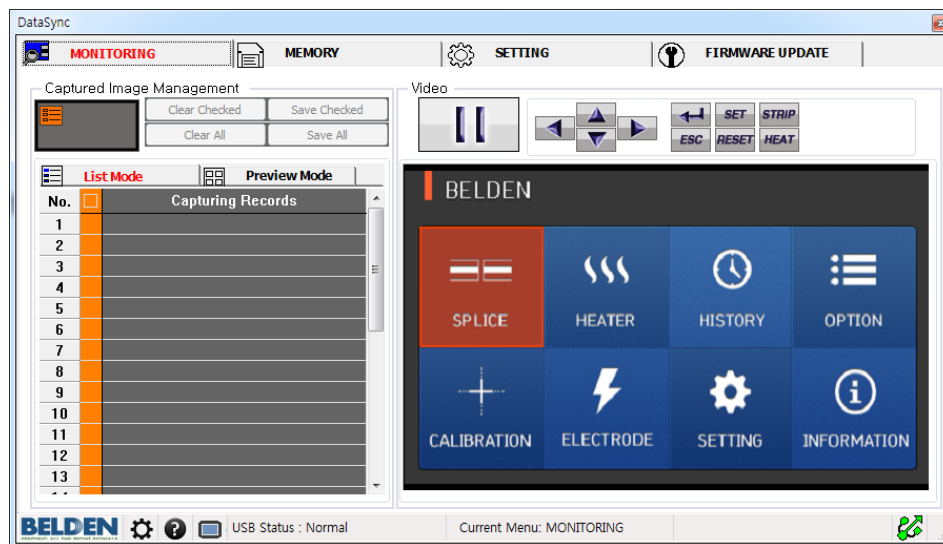 DataSync
MONITORING MEMORY SETTING FIRMWARE UPDATE
Captured Image Management
Clear Checked Save Checked
Clear All Save All
List Mode Preview Mode
No. Capturing Records
1
2
3
4
5
6
7
8
9
10
11
12
13
Video
SET STRIP
ESC RESET HEAT
BELDEN
SPLICE HEATER HISTORY OPTION
CALIBRATION ELECTRODE SETTING INFORMATION
BELDEN
USB Status : Normal Current Menu: MONITORING